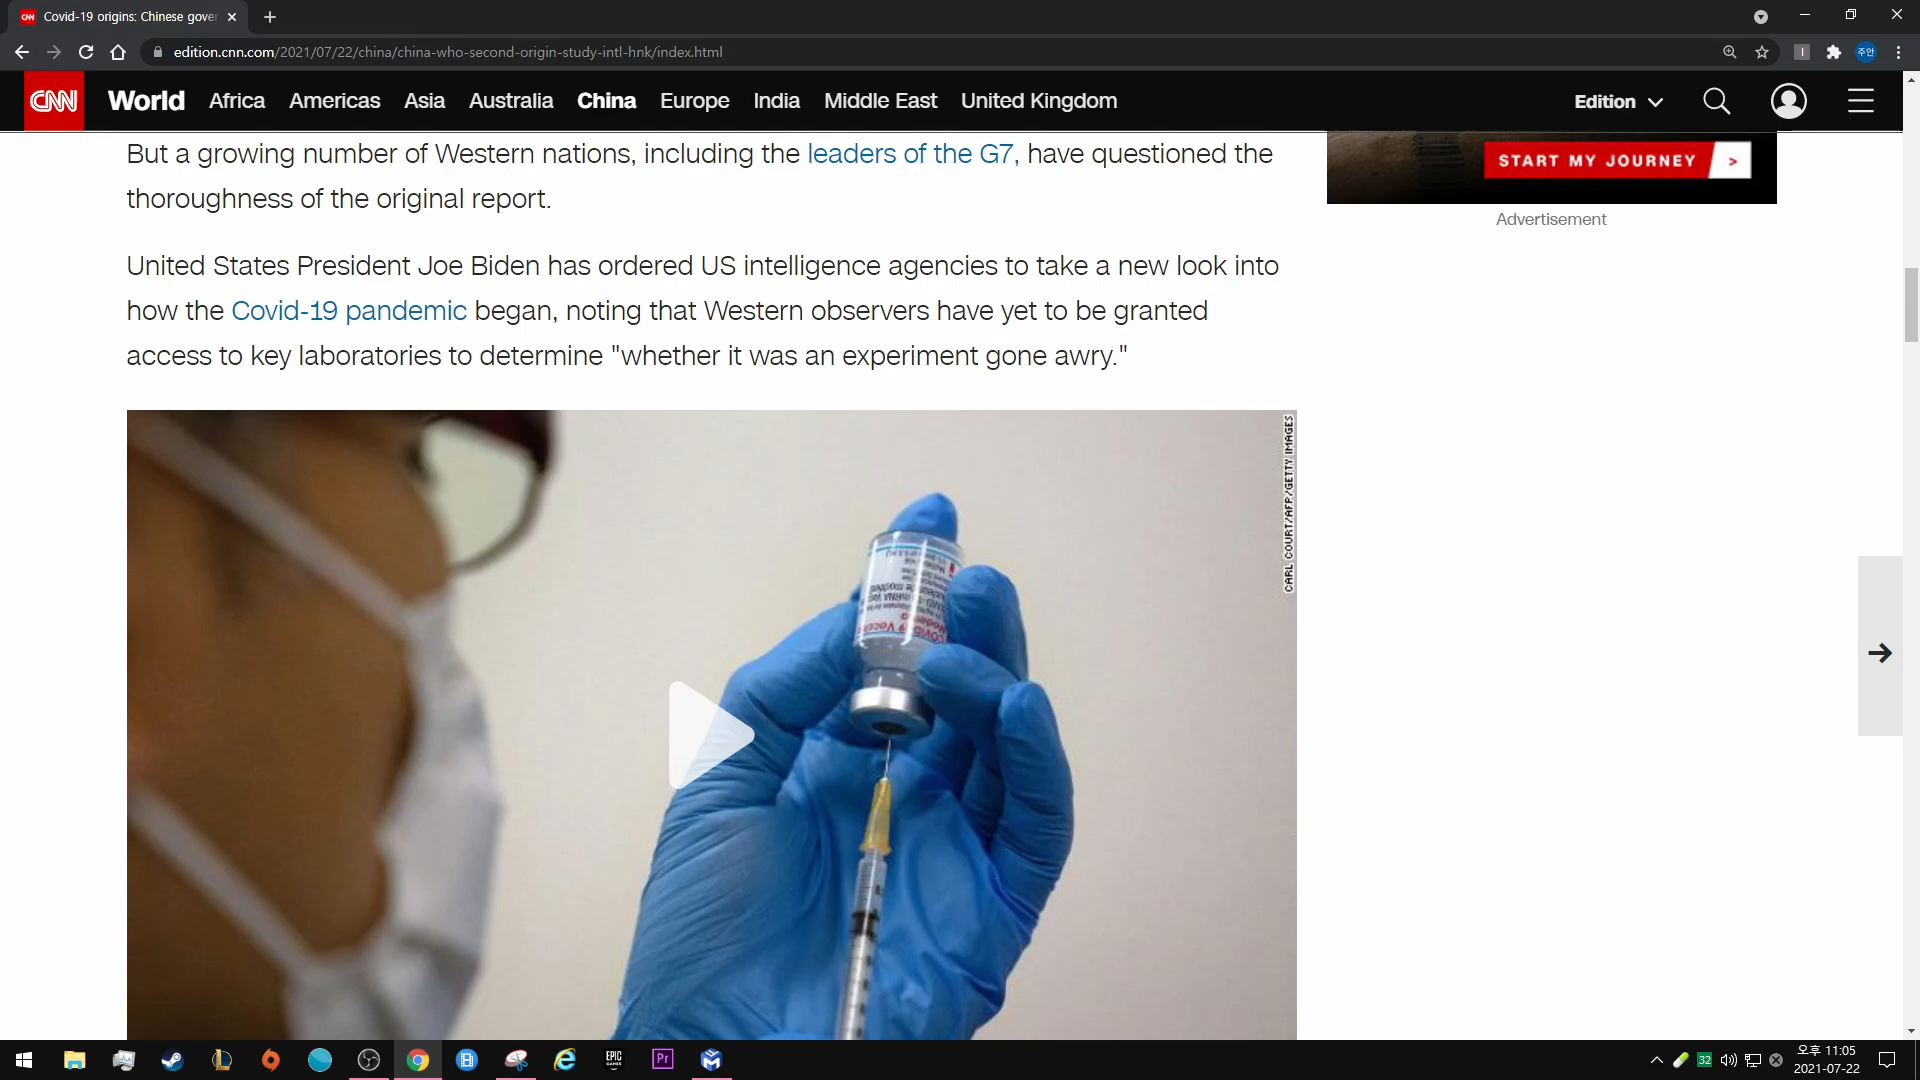 Covid-19 origins: Chinese gover
edition.cnn.com/2021/07/22/china/china-who-second-origin-study-intl-hnk/index.html
주안
CNN World Africa Americas Asia Australia China Europe India Middle East United Kingdom Edition
But a growing number of Western nations, including the leaders of the G7, have questioned the
thoroughness of the original report.
START MY JOURNEY >
Advertisement
United States President Joe Biden has ordered US intelligence agencies to take a new look into
how the Covid-19 pandemic began, noting that Western observers have yet to be granted
access to key laboratories to determine "whether it was an experiment gone awry."
CARL COURT/AFP/GETTY IMAGES
EPIC
GAMES
Pr
32
오후 11:05
2021-07-22